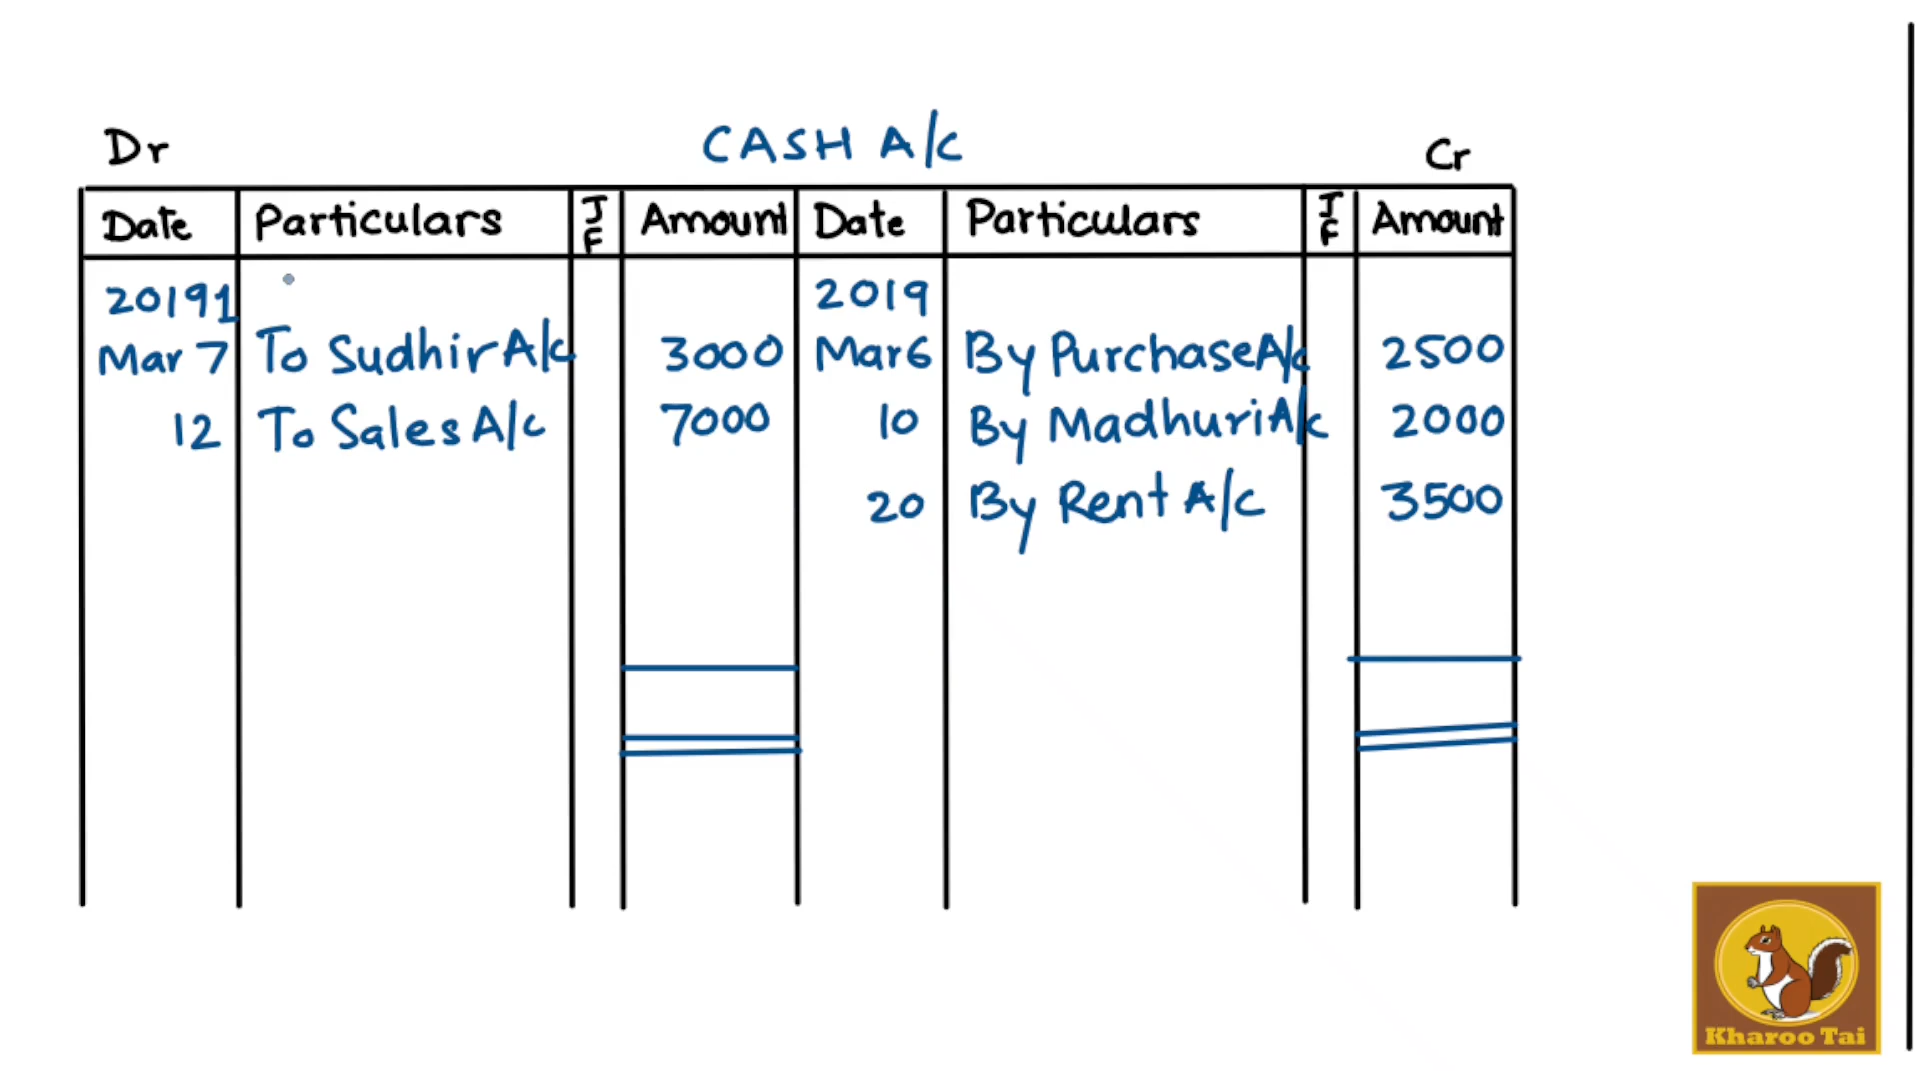 Dr CASH A/c Cr
Date Particulars JF Amount Date Particulars JF Amount
20191 2019
Mar 7 To Sudhir A/c 3000 Mar 6 By Purchase A/c 2500
12 To Sales A/c 7000 10 By Madhuri A/c 2000
20 By Rent A/c 3500
Kharoo Tai